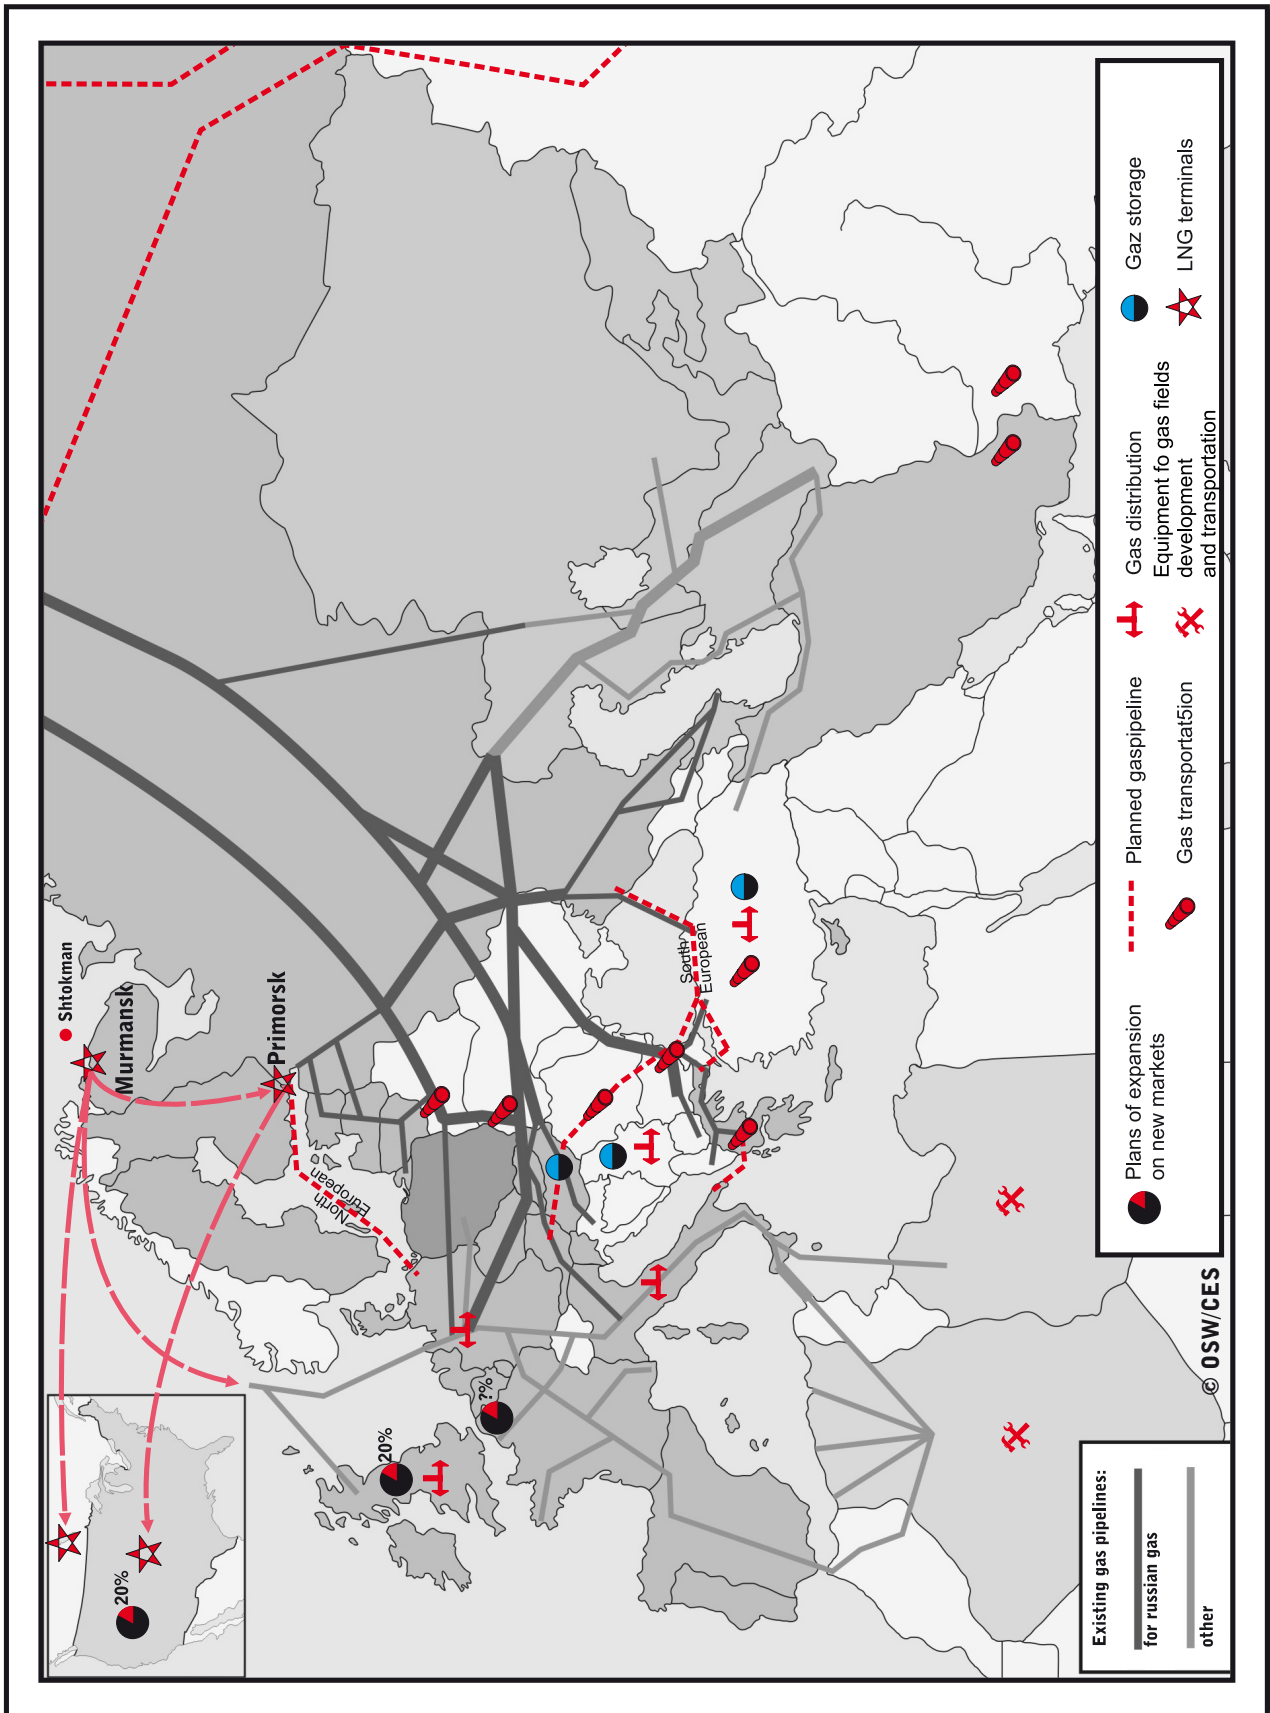 Shtokman
Murmansk
Primorsk
North
European
South
European
20%
20%
??%
Plans of expansion
on new markets
Planned gaspipeline
Gas transportat5ion
Gas distribution
Equipment fo gas fields
development
and transportation
Gaz storage
LNG terminals
Existing gas pipelines:
for russian gas
other
© OSW/CES